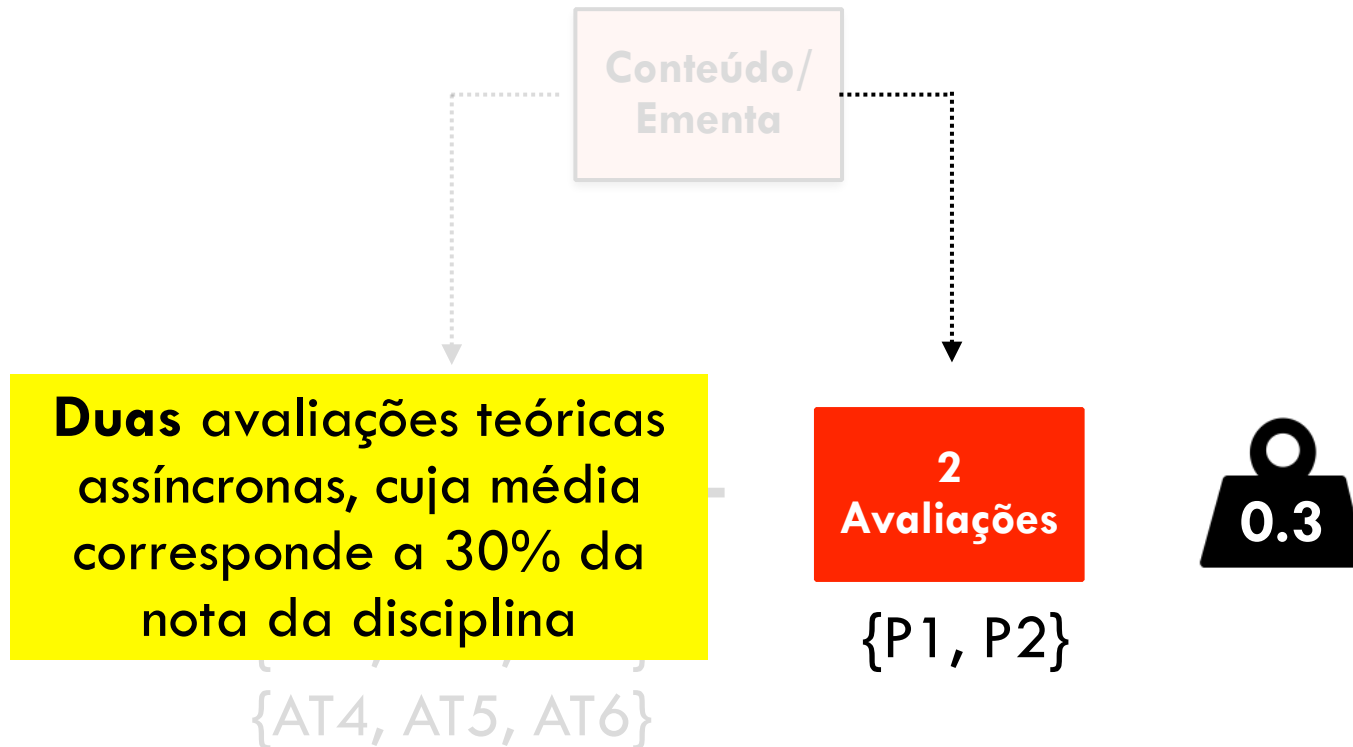 Conteúdo/
Ementa
Duas avaliações teóricas
assíncronas, cuja média
corresponde a 30% da
nota da disciplina
2
Avaliações
0.3
{P1, P2}
{AT4, AT5, AT6}